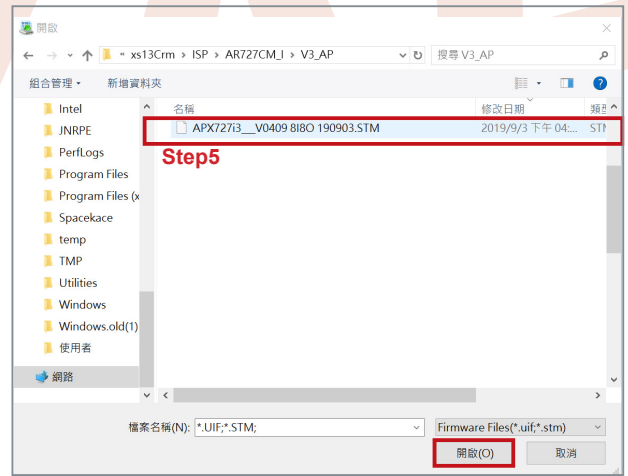 開啟
« xs13Crm › ISP › AR727CM_I › V3_AP
搜尋 V3_AP
組合管理
新增資料夾
名稱 修改日期 類型
APX727i3___V0409 8I8O 190903.STM 2019/9/3 下午 04:... STM
Step5
Intel
JNRPE
PerfLogs
Program Files
Program Files (x
Spacekace
temp
TMP
Utilities
Windows
Windows.old(1)
使用者
網路
檔案名稱(N): *.UIF;*.STM; Firmware Files(*.uif;*.stm)
開啟(O) 取消